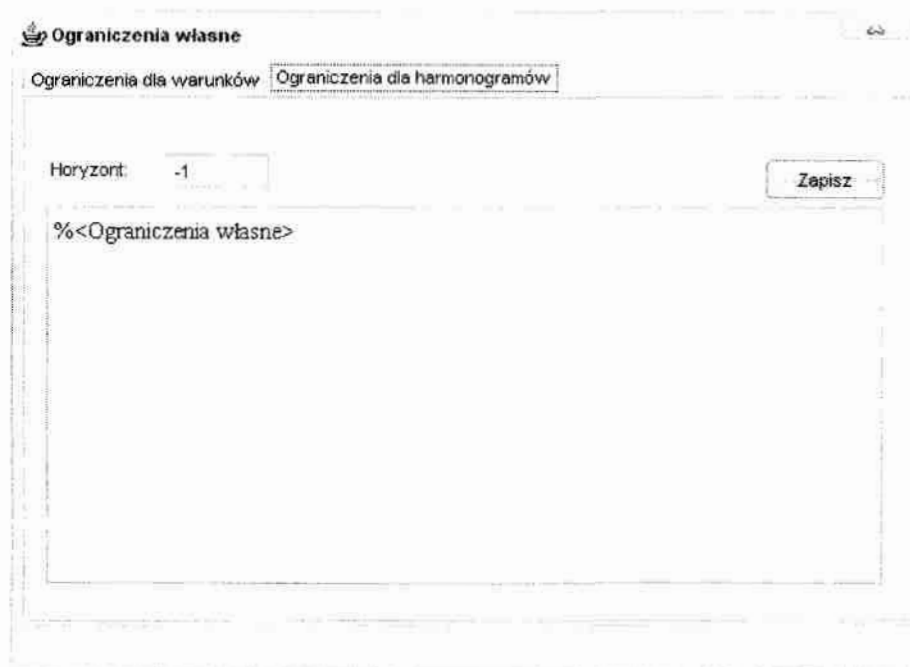 Ograniczenia własne
Ograniczenia dla warunków Ograniczenia dla harmonogramów
Horyzont: -1 Zapisz
%<Ograniczenia własne>